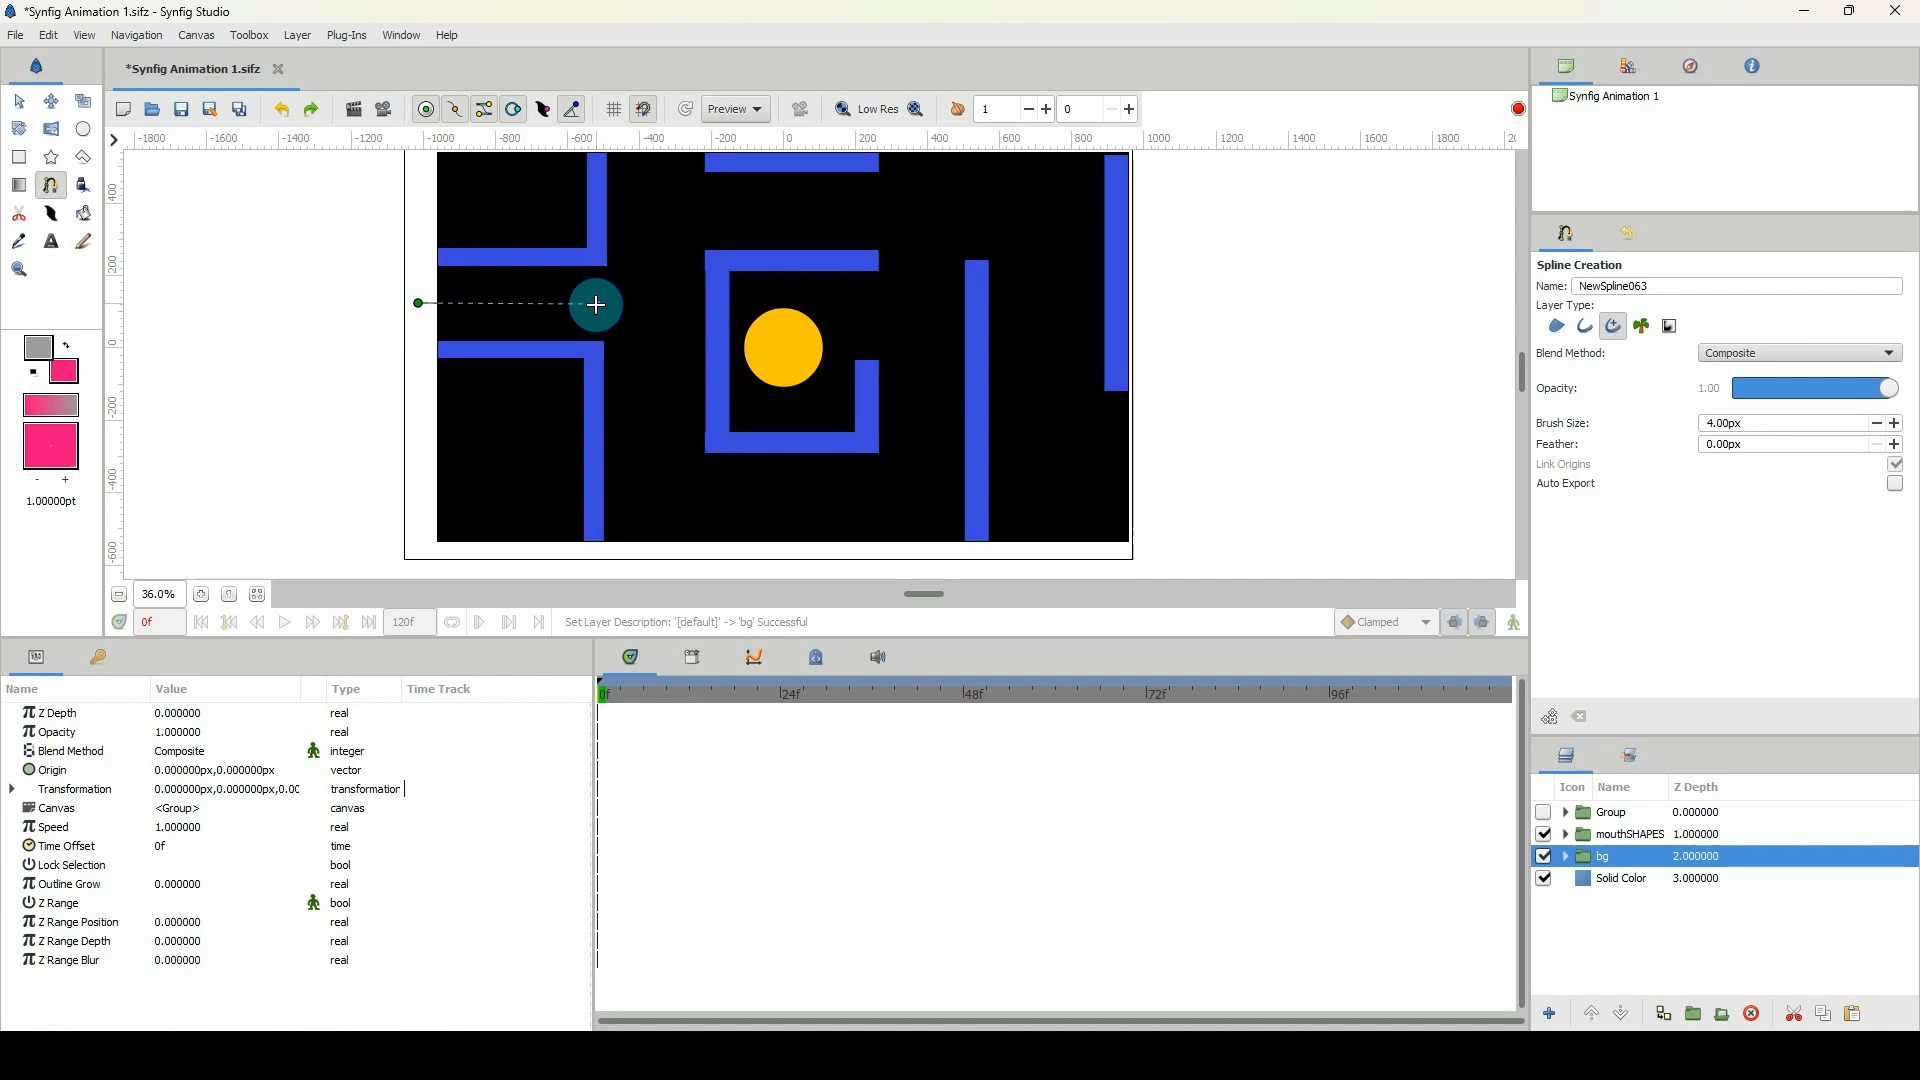 *Synfig Animation 1.sifz - Synfig Studio
File Edit View Navigation Canvas Toolbox Layer Plug-Ins Window Help
*Synfig Animation 1.sifz
Preview Low Res 1 0
-1800 -1600 -1400 -1200 -1000 -800 -600 -400 -200 0 200 400 600 800 1000 1200 1400 1600 1800
400
200
0
-200
-400
-600
1.00000pt
36.0%
0f 120f Set Layer Description: '[default]' -> 'bg' Successful Clamped
Synfig Animation 1
Spline Creation
Name: NewSpline063
Layer Type:
Blend Method: Composite
Opacity: 1.00
Brush Size: 4.00px
Feather: 0.00px
Link Origins
Auto Export
Name Value Type Time Track
Z Depth 0.000000 real
Opacity 1.000000 real
Blend Method Composite integer
Origin 0.000000px,0.000000px vector
Transformation 0.000000px,0.000000px,0.00 transformation
Canvas <Group> canvas
Speed 1.000000 real
Time Offset 0f time
Lock Selection bool
Outline Grow 0.000000 real
Z Range bool
Z Range Position 0.000000 real
Z Range Depth 0.000000 real
Z Range Blur 0.000000 real
0f 24f 48f 72f 96f
Icon Name Z Depth
Group 0.000000
mouthSHAPES 1.000000
bg 2.000000
Solid Color 3.000000